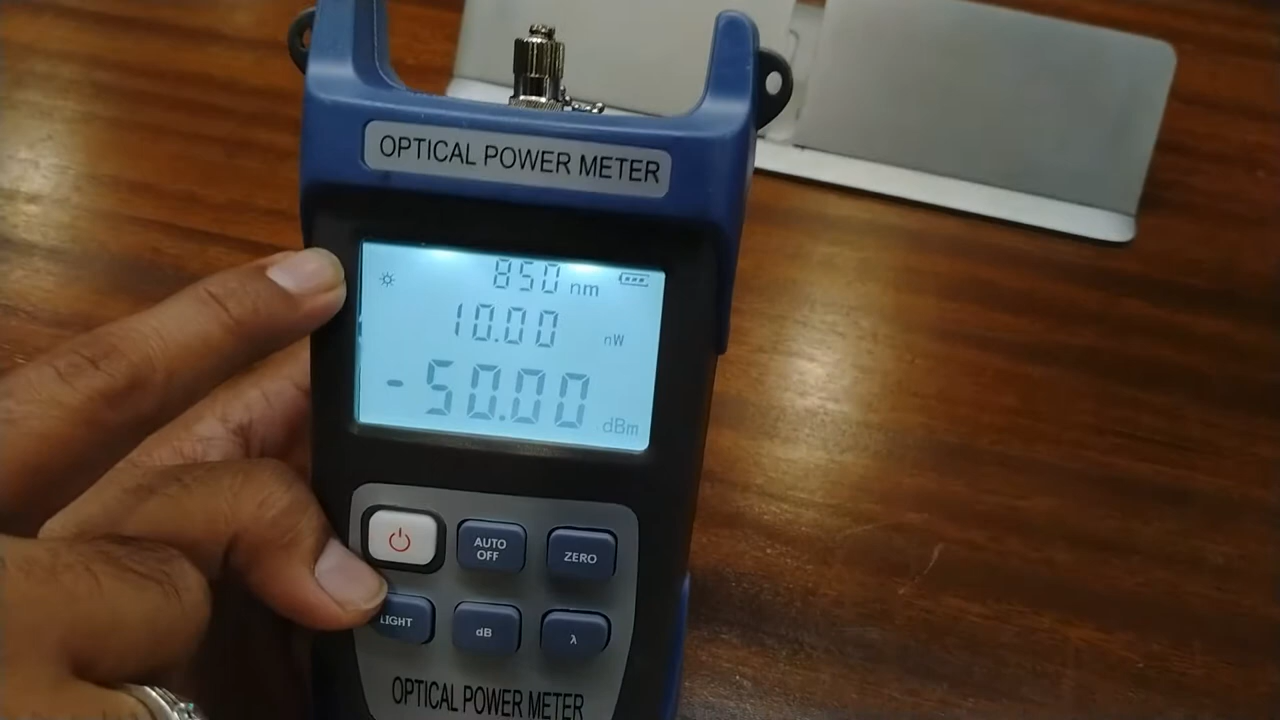 OPTICAL POWER METER
850 nm
10.00 nW
-50.00 dBm
AUTO OFF
ZERO
LIGHT
dB
λ
OPTICAL POWER METER